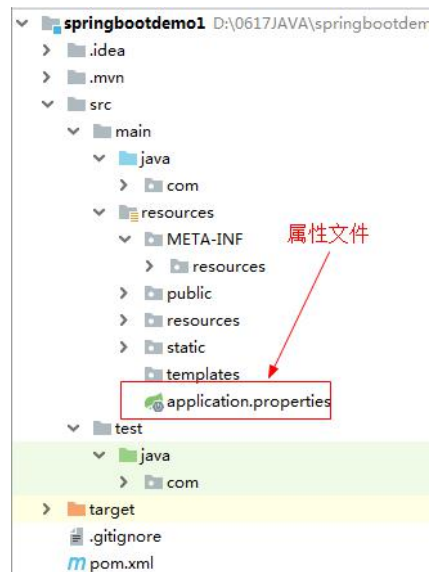 springbootdemo1 D:\0617JAVA\springbootdem
.idea
.mvn
src
main
java
com
resources
META-INF
属性文件
resources
public
resources
static
templates
application.properties
test
java
com
target
.gitignore
pom.xml